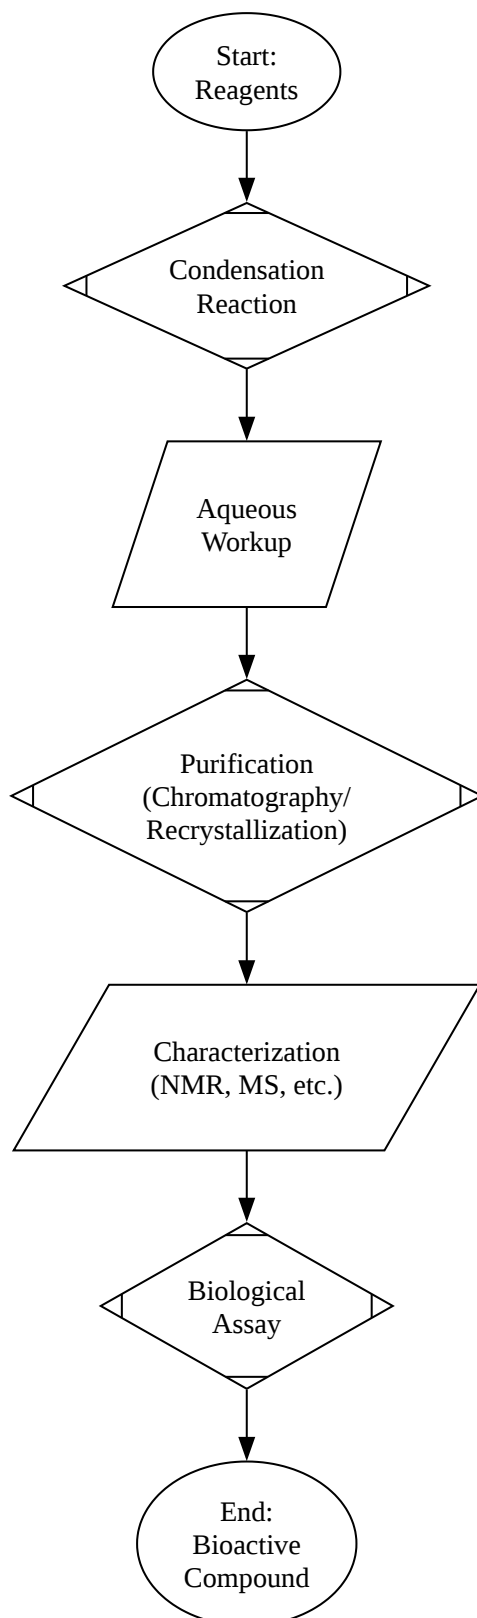 Start:
Reagents
Condensation
Reaction
Aqueous
Workup
Purification
(Chromatography/
Recrystallization)
Characterization
(NMR, MS, etc.)
Biological
Assay
End:
Bioactive
Compound